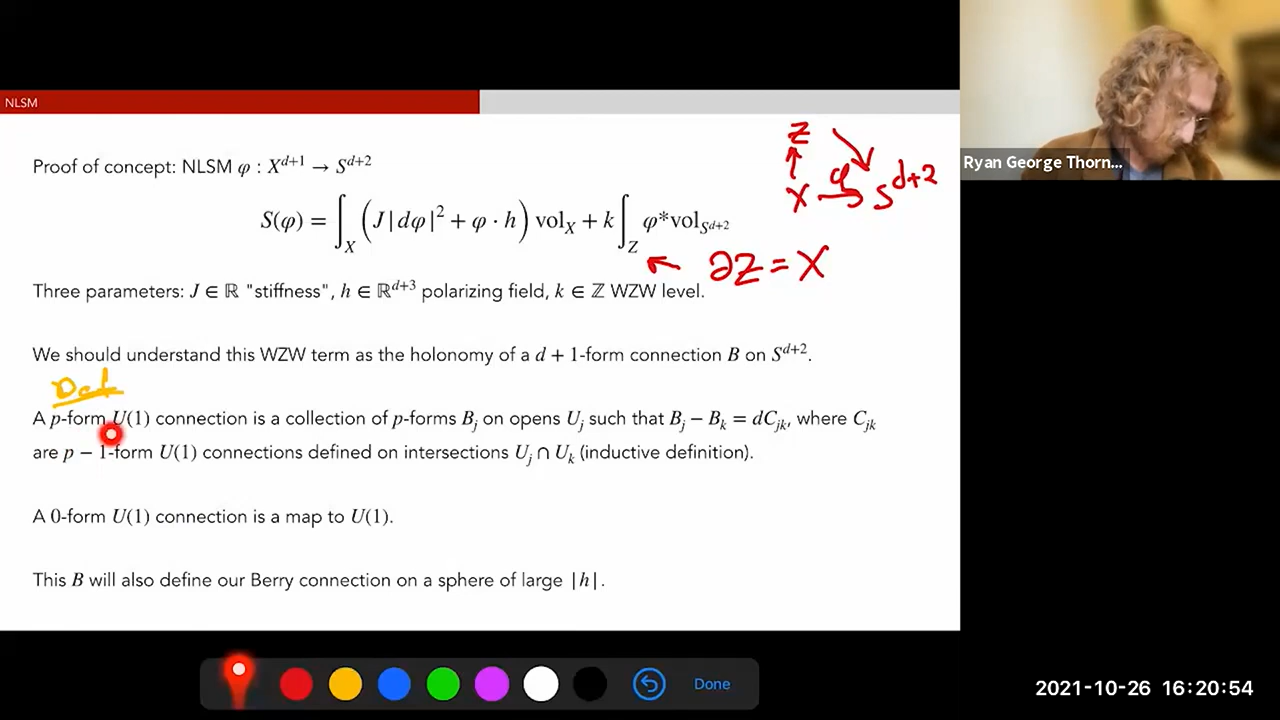 NLSM
Proof of concept: NLSM φ : X^{d+1} → S^{d+2}
S(φ) = ∫_X (J|dφ|² + φ · h) vol_X + k ∫_Z φ*vol_{S^{d+2}}
Z
X → S^{d+2}
φ
← ∂Z = X
Three parameters: J ∈ ℝ "stiffness", h ∈ ℝ^{d+3} polarizing field, k ∈ ℤ WZW level.
We should understand this WZW term as the holonomy of a d + 1-form connection B on S^{d+2}.
Def
A p-form U(1) connection is a collection of p-forms B_j on opens U_j such that B_j − B_k = dC_{jk}, where C_{jk}
are p − 1-form U(1) connections defined on intersections U_j ∩ U_k (inductive definition).
A 0-form U(1) connection is a map to U(1).
This B will also define our Berry connection on a sphere of large |h|.
Ryan George Thorn...
Done
2021-10-26 16:20:54